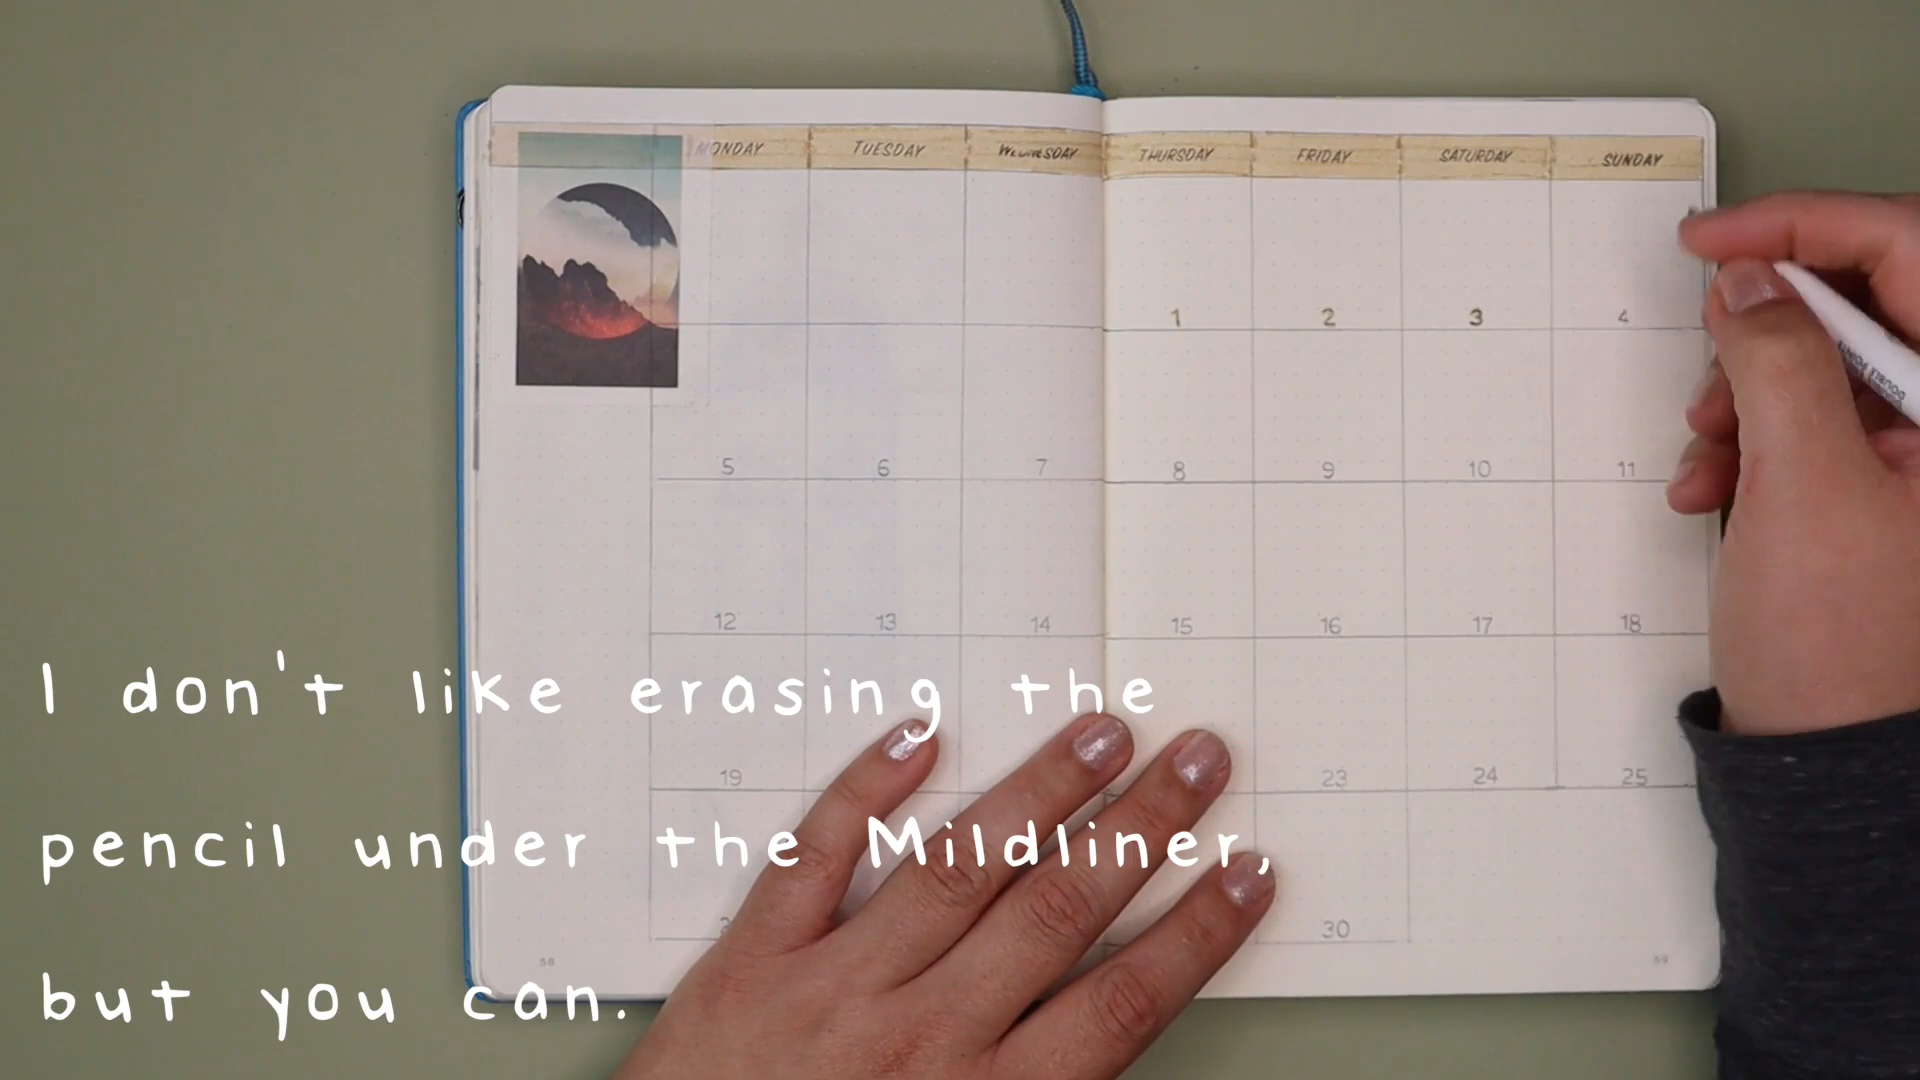 MONDAY TUESDAY WEDNESDAY THURSDAY FRIDAY SATURDAY SUNDAY
1 2 3 4
5 6 7 8 9 10 11
12 13 14 15 16 17 18
19 23 24 25
30
58 59
I don't like erasing the
pencil under the Mildliner,
but you can.